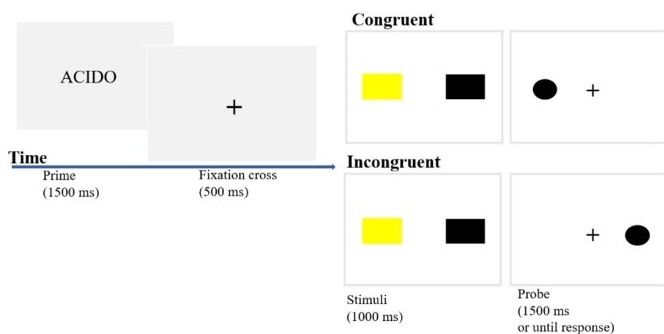 Congruent
ACIDO
+
+
Time
Prime
(1500 ms)
Fixation cross
(500 ms)
Incongruent
+
Stimuli
(1000 ms)
Probe
(1500 ms
or until response)